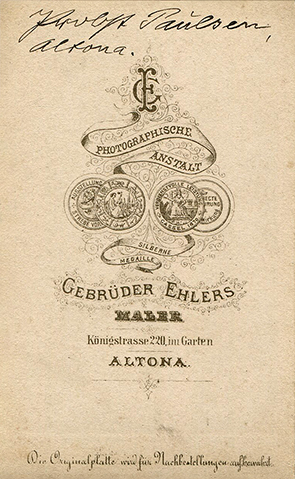 Probst Paulsen,
Altona.
GE
PHOTOGRAPHISCHE
ANSTALT
SILBERNE
MEDAILLE
GEBRÜDER EHLERS
MALER
Königstrasse 220, im Garten
ALTONA.
Die Originalplatte wird für Nachbestellungen aufbewahrt.